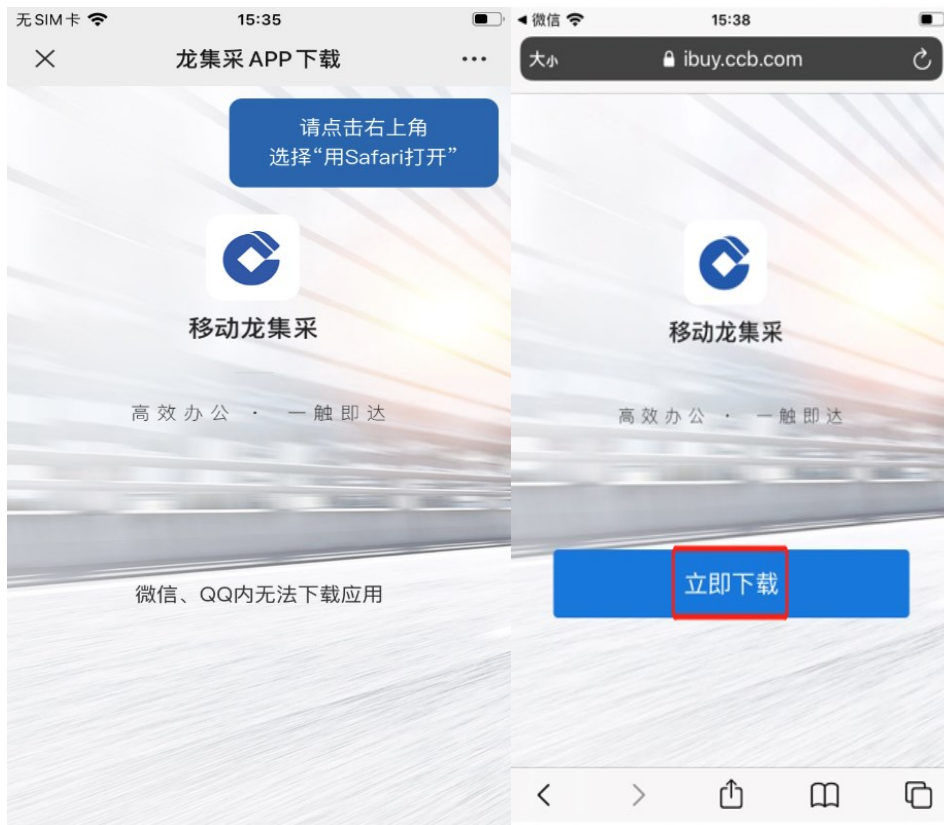 无SIM卡 15:35
龙集采APP下载
请点击右上角
选择“用Safari打开”
移动龙集采
高效办公 · 一触即达
微信、QQ内无法下载应用
微信 15:38
大小 ibuy.ccb.com
移动龙集采
高效办公 · 一触即达
立即下载